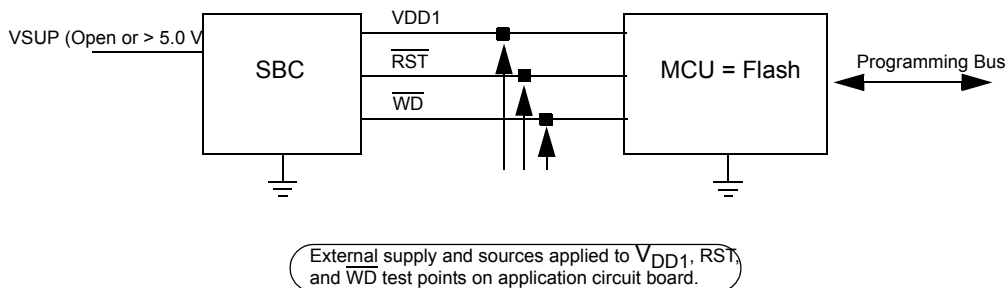 VDD1
VSUP (Open or > 5.0 V
RST
SBC
MCU = Flash
Programming Bus
WD
External supply and sources applied to VDD1, RST,
and WD test points on application circuit board.